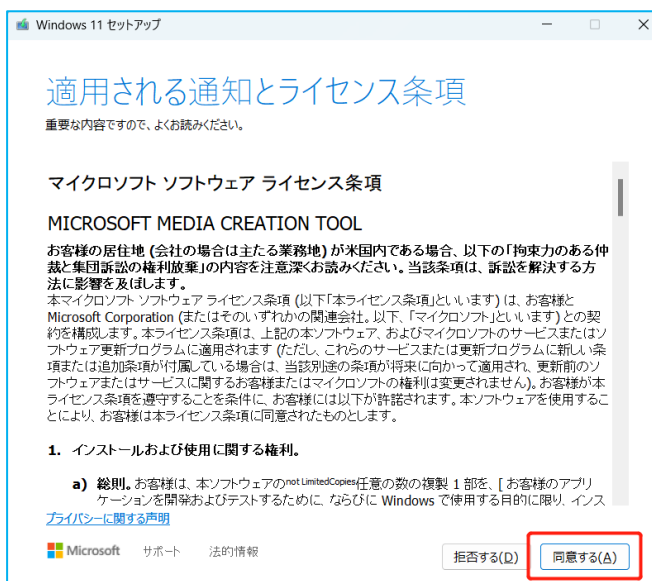 Windows 11 セットアップ
適用される通知とライセンス条項
重要な内容ですので、よくお読みください。
マイクロソフト ソフトウェア ライセンス条項
MICROSOFT MEDIA CREATION TOOL
お客様の居住地 (会社の場合は主たる業務地) が米国内である場合、以下の「拘束力のある仲
裁と集団訴訟の権利放棄」の内容を注意深くお読みください。当該条項は、訴訟を解決する方
法に影響を及ぼします。
本マイクロソフト ソフトウェア ライセンス条項 (以下「本ライセンス条項」といいます) は、お客様と
Microsoft Corporation (またはそのいずれかの関連会社。以下、「マイクロソフト」といいます) との契
約を構成します。本ライセンス条項は、上記の本ソフトウェア、およびマイクロソフトのサービスまたはソ
フトウェア更新プログラムに適用されます (ただし、これらのサービスまたは更新プログラムに新しい条
項または追加条項が付属している場合は、当該別途の条項が将来に向かって適用され、更新前のソ
フトウェアまたはサービスに関するお客様またはマイクロソフトの権利は変更されません)。お客様が本
ライセンス条項を遵守することを条件に、お客様には以下が許諾されます。本ソフトウェアを使用するこ
とにより、お客様は本ライセンス条項に同意されたものとします。
1. インストールおよび使用に関する権利。
a) 総則。お客様は、本ソフトウェアのnot LimitedCopies任意の数の複製 1 部を、[ お客様のアプリ
ケーションを開発およびテストするために、ならびに Windows で使用する目的に限り、インス
プライバシーに関する声明
Microsoft サポート 法的情報 拒否する(D) 同意する(A)